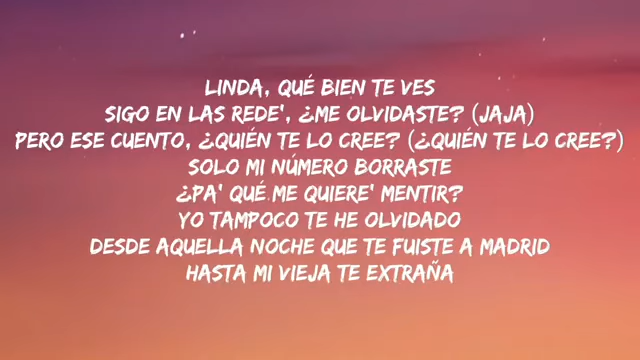 LINDA, QUÉ BIEN TE VES
SIGO EN LAS REDE', ¿ME OLVIDASTE? (JAJA)
PERO ESE CUENTO, ¿QUIÉN TE LO CREE? (¿QUIÉN TE LO CREE?)
SOLO MI NÚMERO BORRASTE
¿PA' QUÉ ME QUIERE' MENTIR?
YO TAMPOCO TE HE OLVIDADO
DESDE AQUELLA NOCHE QUE TE FUISTE A MADRID
HASTA MI VIEJA TE EXTRAÑA